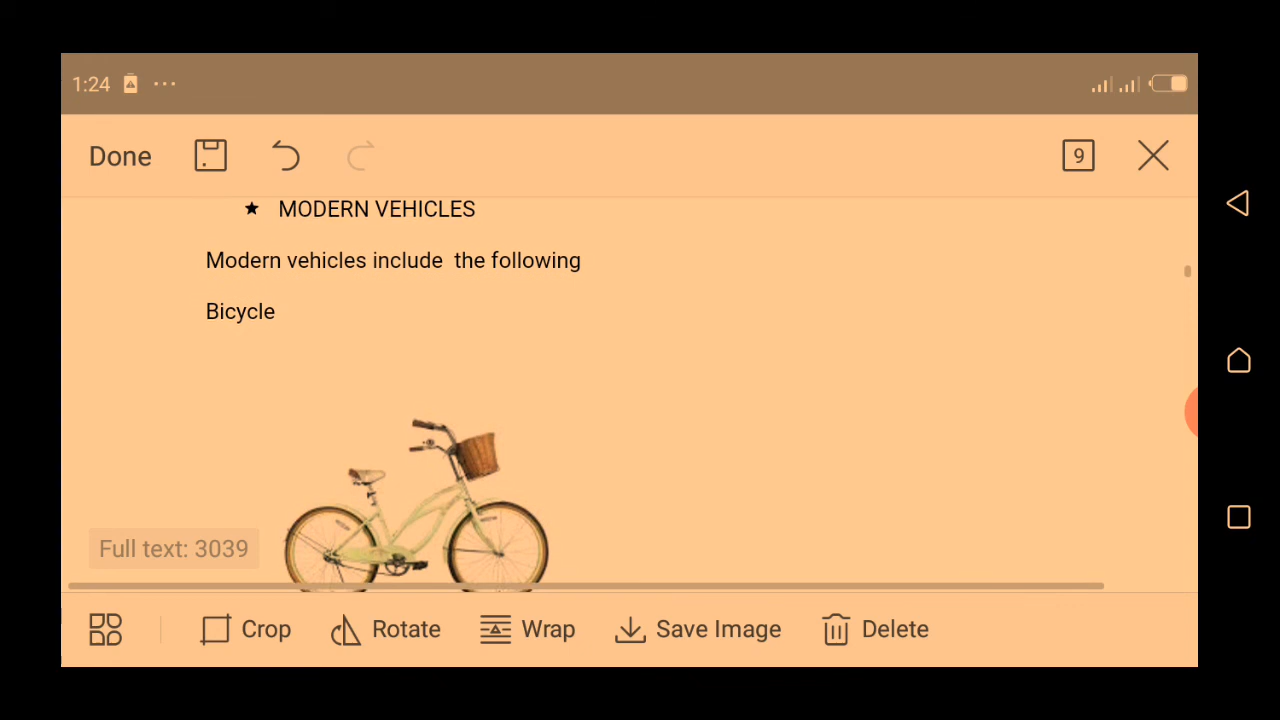 1:24 ...
Done 9
★ MODERN VEHICLES
Modern vehicles include  the following
Bicycle
Full text: 3039
Crop Rotate Wrap Save Image Delete